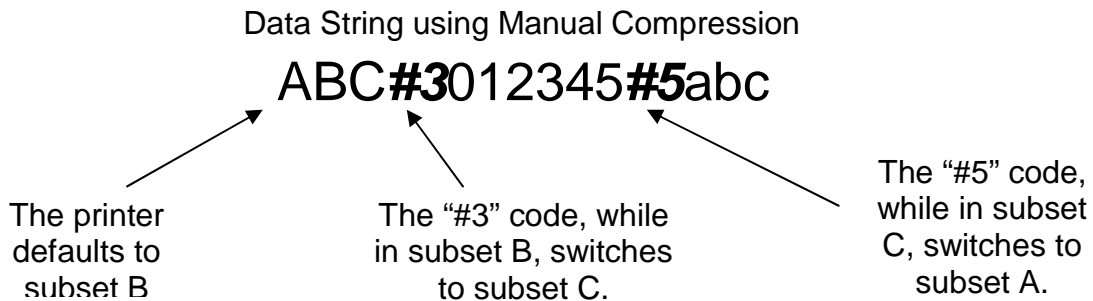 Data String using Manual Compression
ABC#3012345#5abc
The printer
defaults to
subset B
The “#3” code, while
in subset B, switches
to subset C.
The “#5” code,
while in subset
C, switches to
subset A.